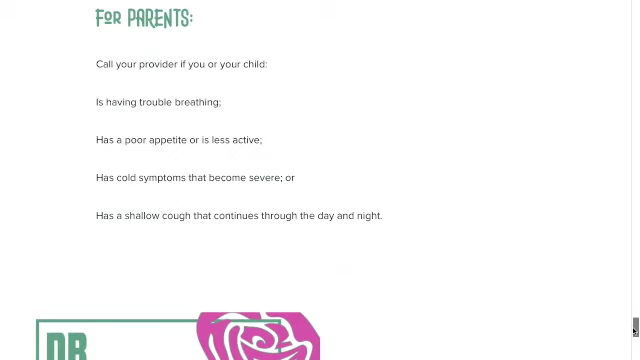 For PARENTS:
Call your provider if you or your child:
Is having trouble breathing;
Has a poor appetite or is less active;
Has cold symptoms that become severe; or
Has a shallow cough that continues through the day and night.
DR